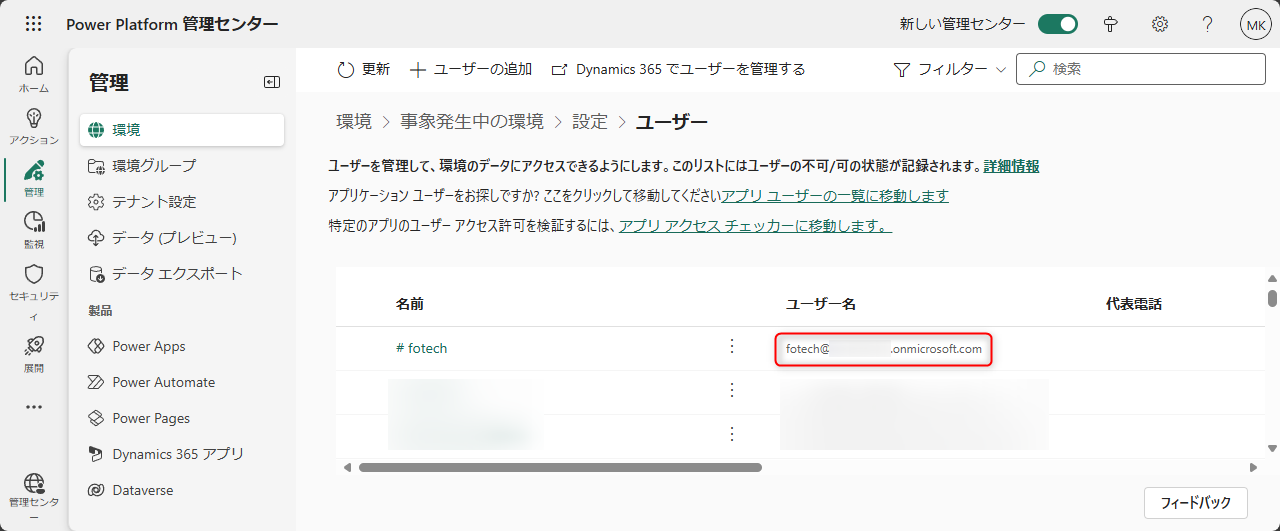 Power Platform 管理センター
新しい管理センター
MK
ホーム
アクション
管理
監視
セキュリティ
展開
管理センター
管理
環境
環境グループ
テナント設定
データ (プレビュー)
データ エクスポート
製品
Power Apps
Power Automate
Power Pages
Dynamics 365 アプリ
Dataverse
更新
ユーザーの追加
Dynamics 365 でユーザーを管理する
フィルター
検索
環境 > 事象発生中の環境 > 設定 > ユーザー
ユーザーを管理して、環境のデータにアクセスできるようにします。このリストにはユーザーの不可/可の状態が記録されます。詳細情報
アプリケーション ユーザーをお探しですか? ここをクリックして移動してくださいアプリ ユーザーの一覧に移動します
特定のアプリのユーザー アクセス許可を検証するには、アプリ アクセス チェッカーに移動します。
名前 ユーザー名 代表電話
# fotech fotech@ .onmicrosoft.com
フィードバック